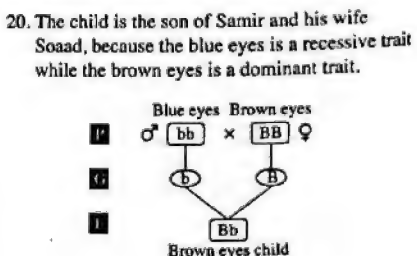 20. The child is the son of Samir and his wife
Soaad, because the blue eyes is a recessive trait
while the brown eyes is a dominant trait.
Blue eyes Brown eyes
P ♂ bb × BB ♀
G b B
Bb
Brown eyes child